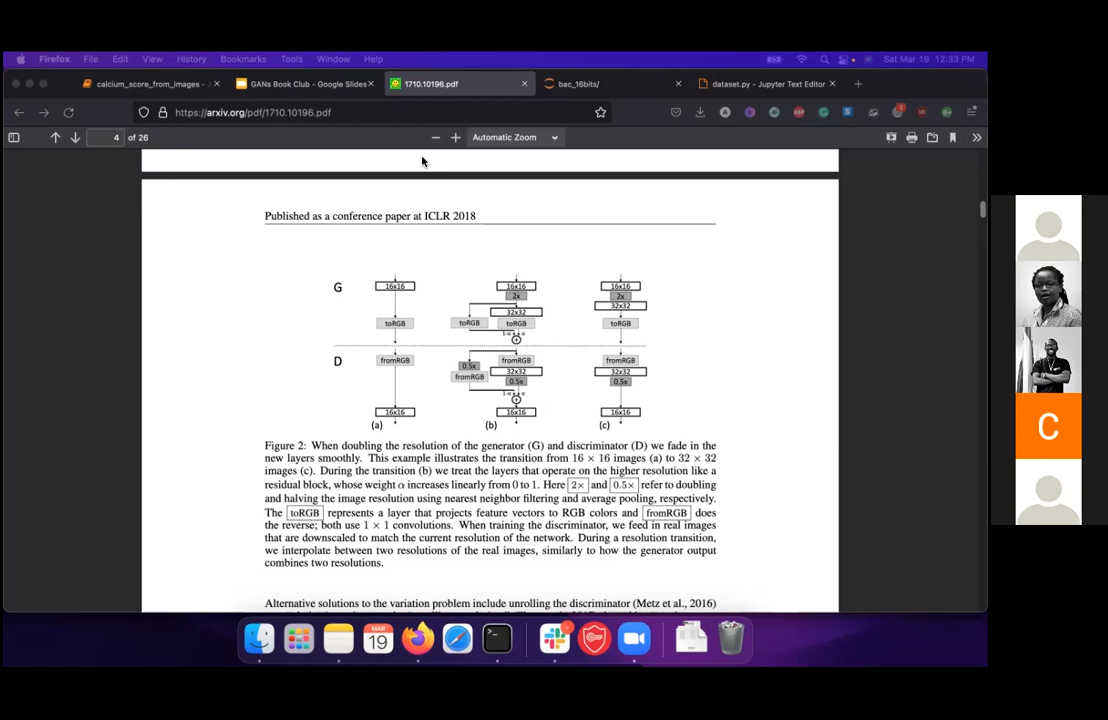 Firefox File Edit View History Bookmarks Tools Window Help Sat Mar 19 12:33 PM
calcium_score_from_images - GANs Book Club - Google Slides 1710.10196.pdf bac_16bits/ dataset.py - Jupyter Text Editor
https://arxiv.org/pdf/1710.10196.pdf
4 of 26 Automatic Zoom
Published as a conference paper at ICLR 2018
G 16x16 16x16 16x16
2x 2x
32x32 32x32
toRGB toRGB toRGB toRGB
1-α α
D fromRGB fromRGB fromRGB
0.5x 32x32 32x32
fromRGB 0.5x 0.5x
1-α α
16x16 16x16 16x16
(a) (b) (c)
Figure 2: When doubling the resolution of the generator (G) and discriminator (D) we fade in the
new layers smoothly. This example illustrates the transition from 16 × 16 images (a) to 32 × 32
images (c). During the transition (b) we treat the layers that operate on the higher resolution like a
residual block, whose weight α increases linearly from 0 to 1. Here 2× and 0.5× refer to doubling
and halving the image resolution using nearest neighbor filtering and average pooling, respectively.
The toRGB represents a layer that projects feature vectors to RGB colors and fromRGB does
the reverse; both use 1 × 1 convolutions. When training the discriminator, we feed in real images
that are downscaled to match the current resolution of the network. During a resolution transition,
we interpolate between two resolutions of the real images, similarly to how the generator output
combines two resolutions.
Alternative solutions to the variation problem include unrolling the discriminator (Metz et al., 2016)
MAR
19
C